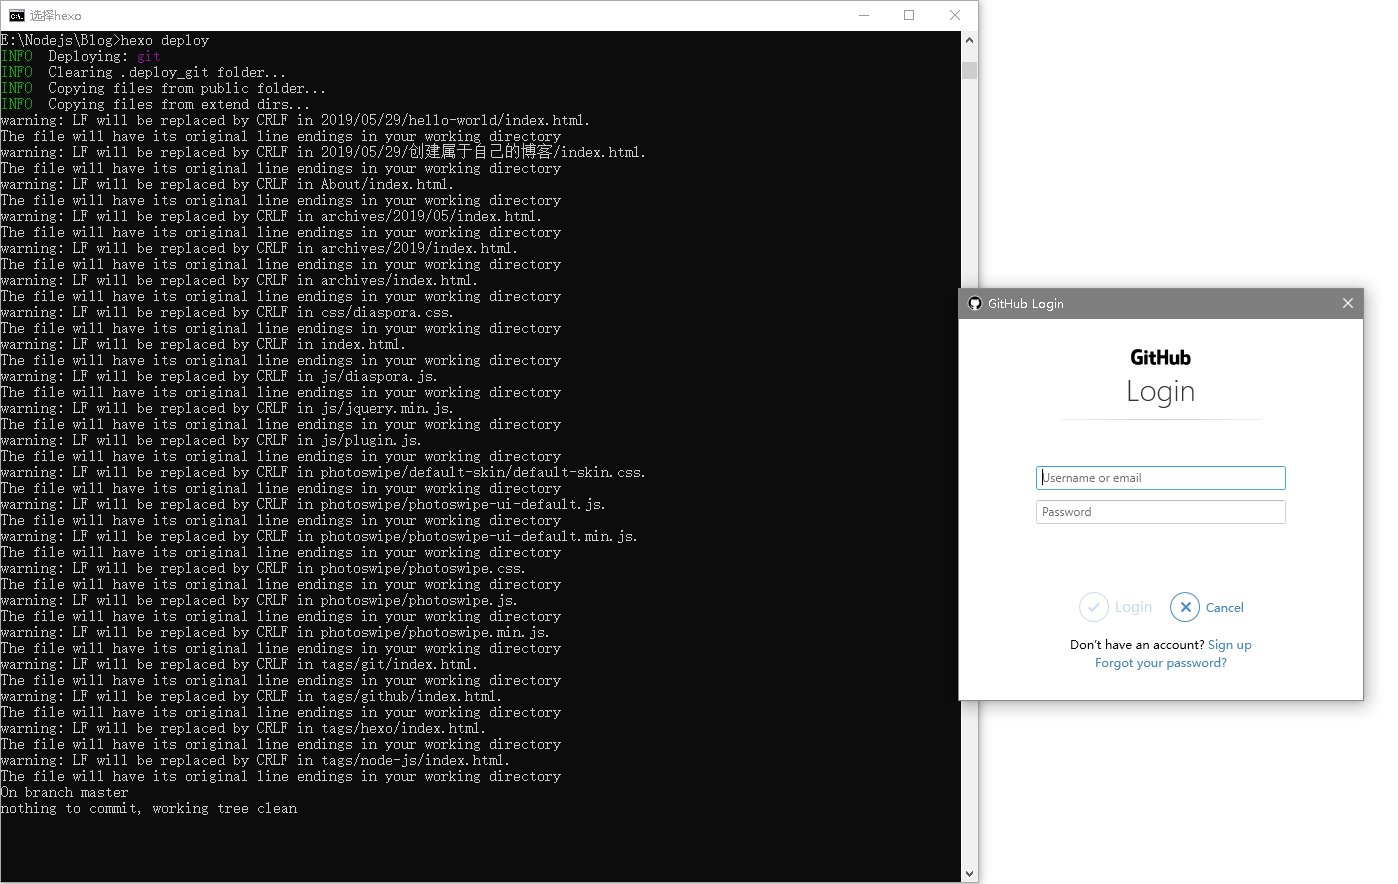 选择hexo
E:\Nodejs\Blog>hexo deploy
INFO  Deploying: git
INFO  Clearing .deploy_git folder...
INFO  Copying files from public folder...
INFO  Copying files from extend dirs...
warning: LF will be replaced by CRLF in 2019/05/29/hello-world/index.html.
The file will have its original line endings in your working directory
warning: LF will be replaced by CRLF in 2019/05/29/创建属于自己的博客/index.html.
The file will have its original line endings in your working directory
warning: LF will be replaced by CRLF in About/index.html.
The file will have its original line endings in your working directory
warning: LF will be replaced by CRLF in archives/2019/05/index.html.
The file will have its original line endings in your working directory
warning: LF will be replaced by CRLF in archives/2019/index.html.
The file will have its original line endings in your working directory
warning: LF will be replaced by CRLF in archives/index.html.
The file will have its original line endings in your working directory
warning: LF will be replaced by CRLF in css/diaspora.css.
The file will have its original line endings in your working directory
warning: LF will be replaced by CRLF in index.html.
The file will have its original line endings in your working directory
warning: LF will be replaced by CRLF in js/diaspora.js.
The file will have its original line endings in your working directory
warning: LF will be replaced by CRLF in js/jquery.min.js.
The file will have its original line endings in your working directory
warning: LF will be replaced by CRLF in js/plugin.js.
The file will have its original line endings in your working directory
warning: LF will be replaced by CRLF in photoswipe/default-skin/default-skin.css.
The file will have its original line endings in your working directory
warning: LF will be replaced by CRLF in photoswipe/photoswipe-ui-default.js.
The file will have its original line endings in your working directory
warning: LF will be replaced by CRLF in photoswipe/photoswipe-ui-default.min.js.
The file will have its original line endings in your working directory
warning: LF will be replaced by CRLF in photoswipe/photoswipe.css.
The file will have its original line endings in your working directory
warning: LF will be replaced by CRLF in photoswipe/photoswipe.js.
The file will have its original line endings in your working directory
warning: LF will be replaced by CRLF in photoswipe/photoswipe.min.js.
The file will have its original line endings in your working directory
warning: LF will be replaced by CRLF in tags/git/index.html.
The file will have its original line endings in your working directory
warning: LF will be replaced by CRLF in tags/github/index.html.
The file will have its original line endings in your working directory
warning: LF will be replaced by CRLF in tags/hexo/index.html.
The file will have its original line endings in your working directory
warning: LF will be replaced by CRLF in tags/node-js/index.html.
The file will have its original line endings in your working directory
On branch master
nothing to commit, working tree clean
GitHub Login
GitHub
Login
Username or email
Password
Login Cancel
Don't have an account? Sign up
Forgot your password?